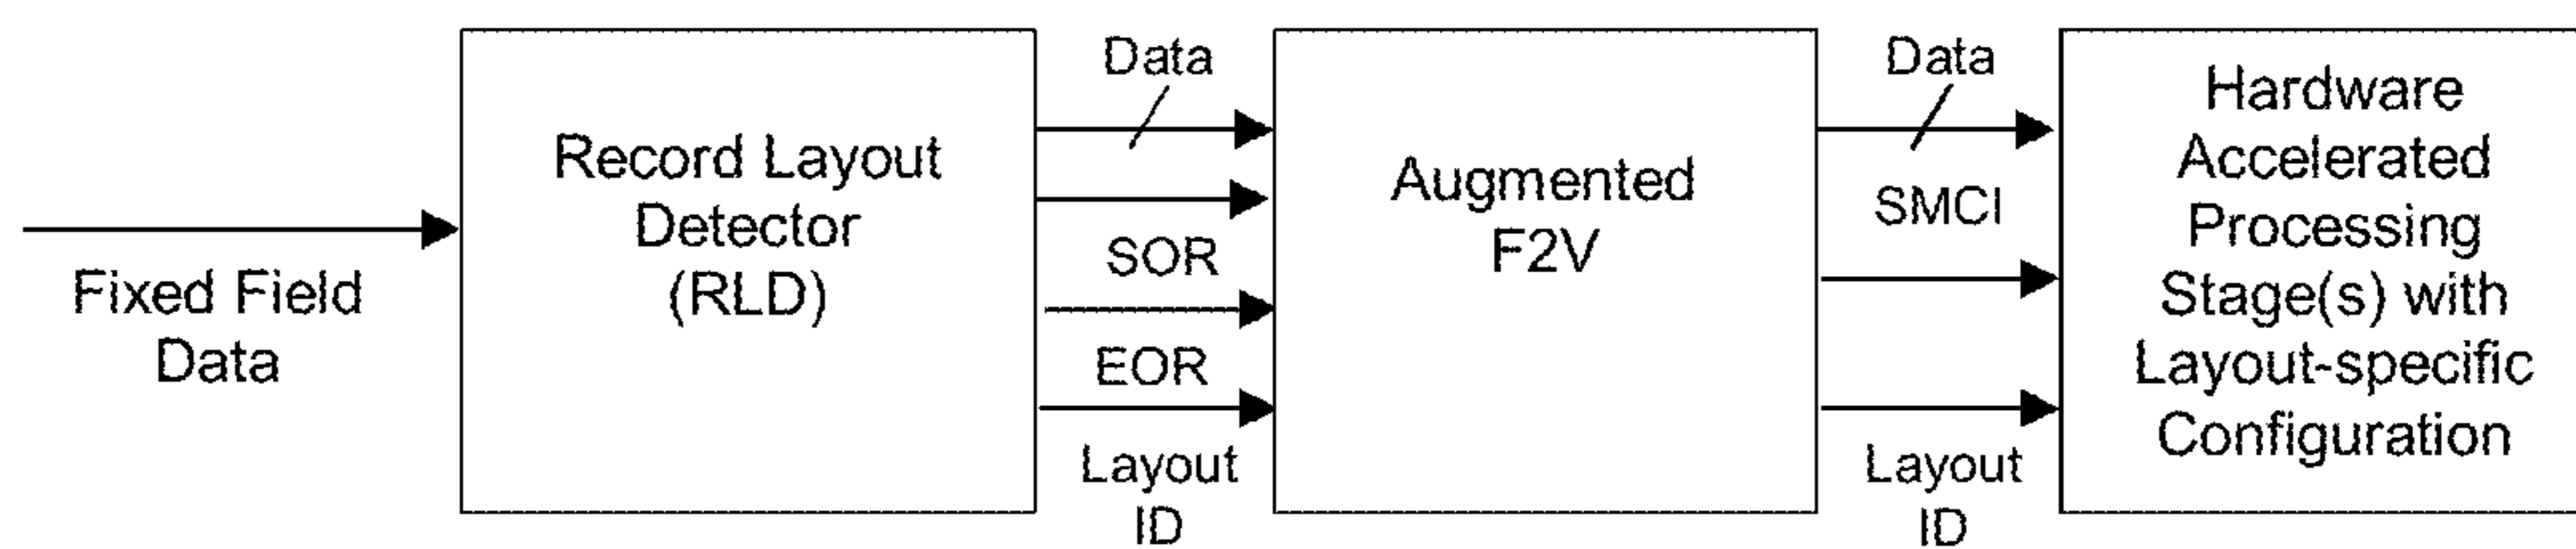 Fixed Field
Data
Record Layout
Detector
(RLD)
Data
SOR
EOR
Layout
ID
Augmented
F2V
Data
SMCI
Layout
ID
Hardware
Accelerated
Processing
Stage(s) with
Layout-specific
Configuration